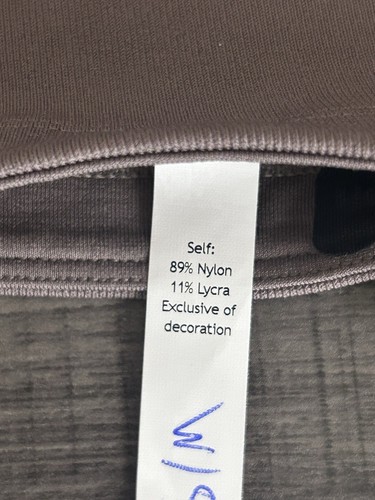 Self:
89% Nylon
11% Lycra
Exclusive of
decoration